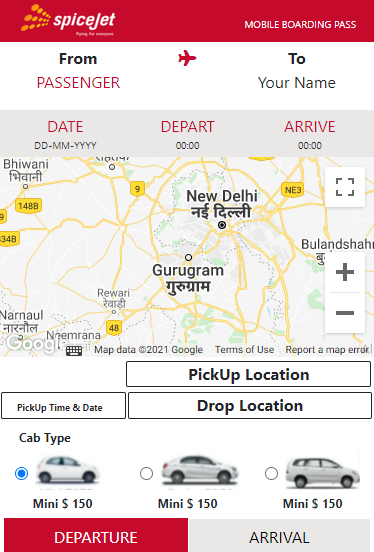 spicejet
flying for everyone
MOBILE BOARDING PASS
From
To
PASSENGER
Your Name
DATE
DEPART
ARRIVE
DD-MM-YYYY
00:00
00:00
Bhiwani
भिवानी
9
148B
334B
New Delhi
नई दिल्ली
NE3
Bulandshahr
Gurugram
गुरुग्राम
Rewari
रेवाड़ी
Narnaul
नारनौल
48
Neemrana
Google
Map data ©2021 Google
Terms of Use
Report a map error
PickUp Location
PickUp Time & Date
Drop Location
Cab Type
Mini $ 150
Mini $ 150
Mini $ 150
DEPARTURE
ARRIVAL